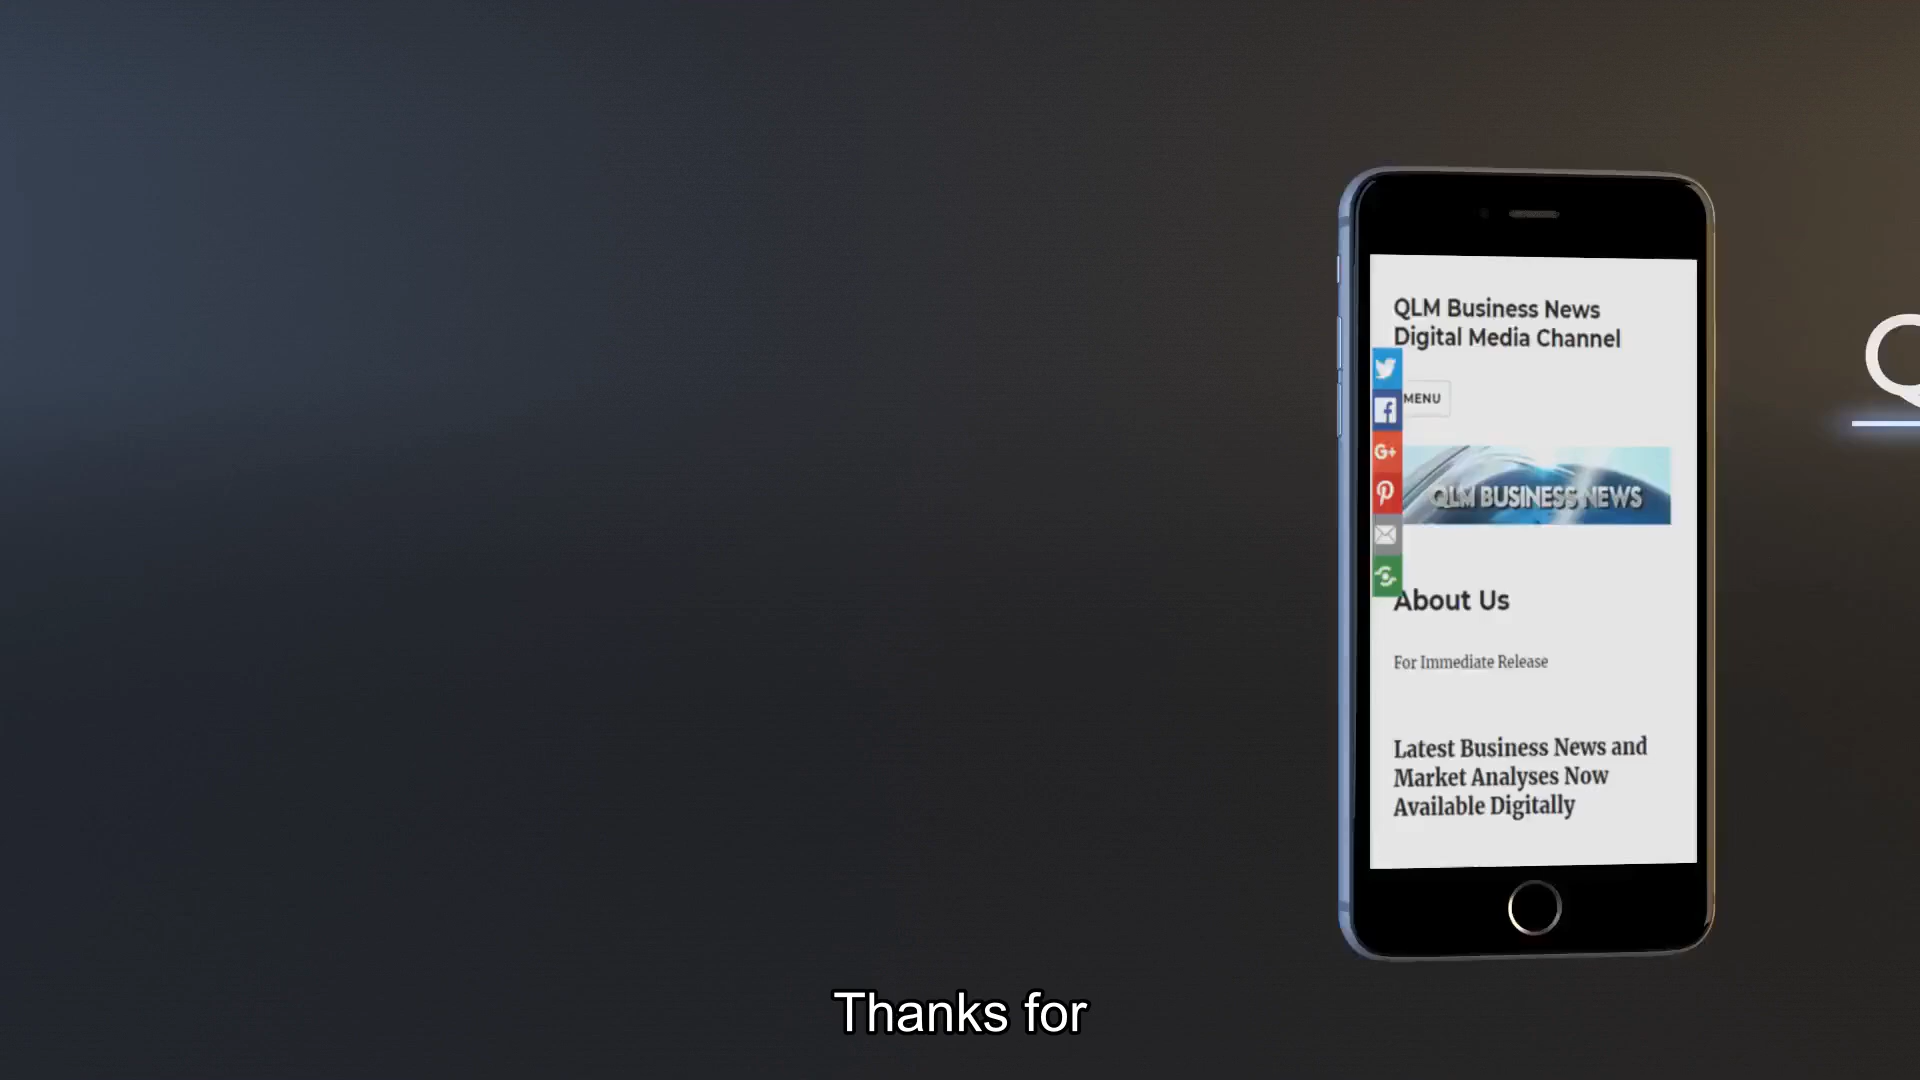 QLM Business News
Digital Media Channel
MENU
QLM BUSINESS NEWS
About Us
For Immediate Release
Latest Business News and
Market Analyses Now
Available Digitally
Q
Thanks for